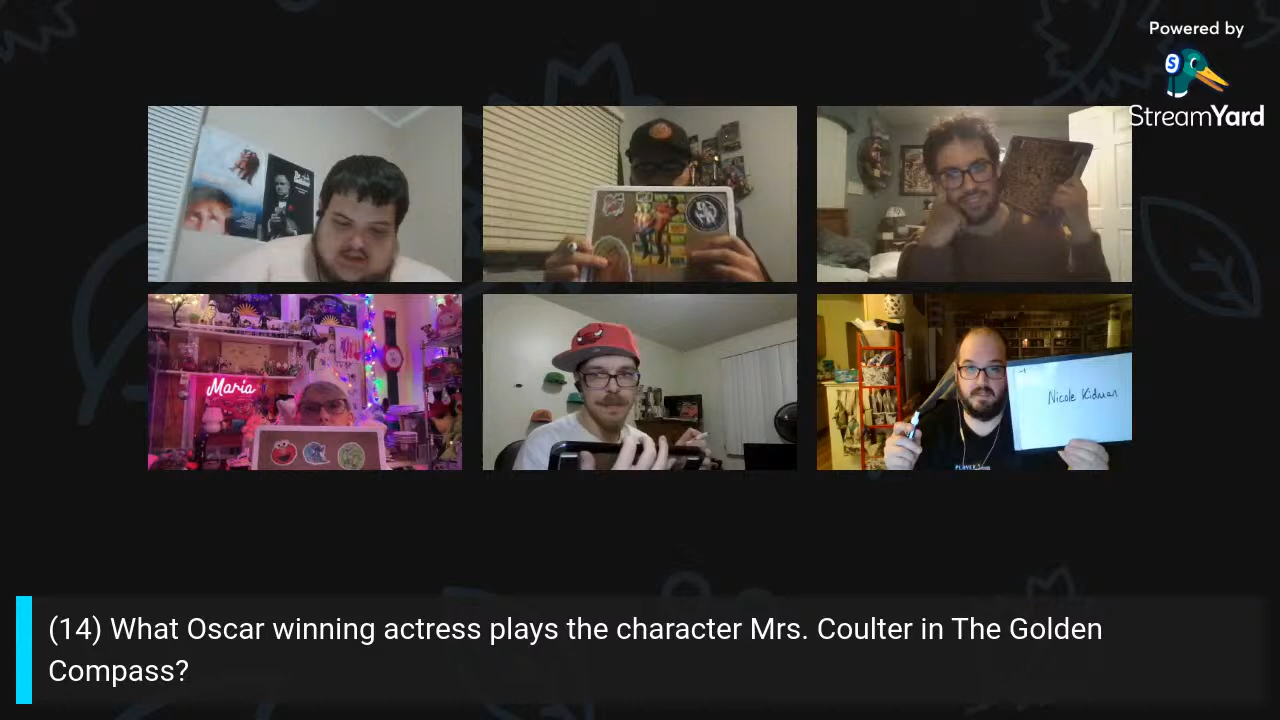 Powered by
StreamYard
Maria
Nicole Kidman
(14) What Oscar winning actress plays the character Mrs. Coulter in The Golden
Compass?